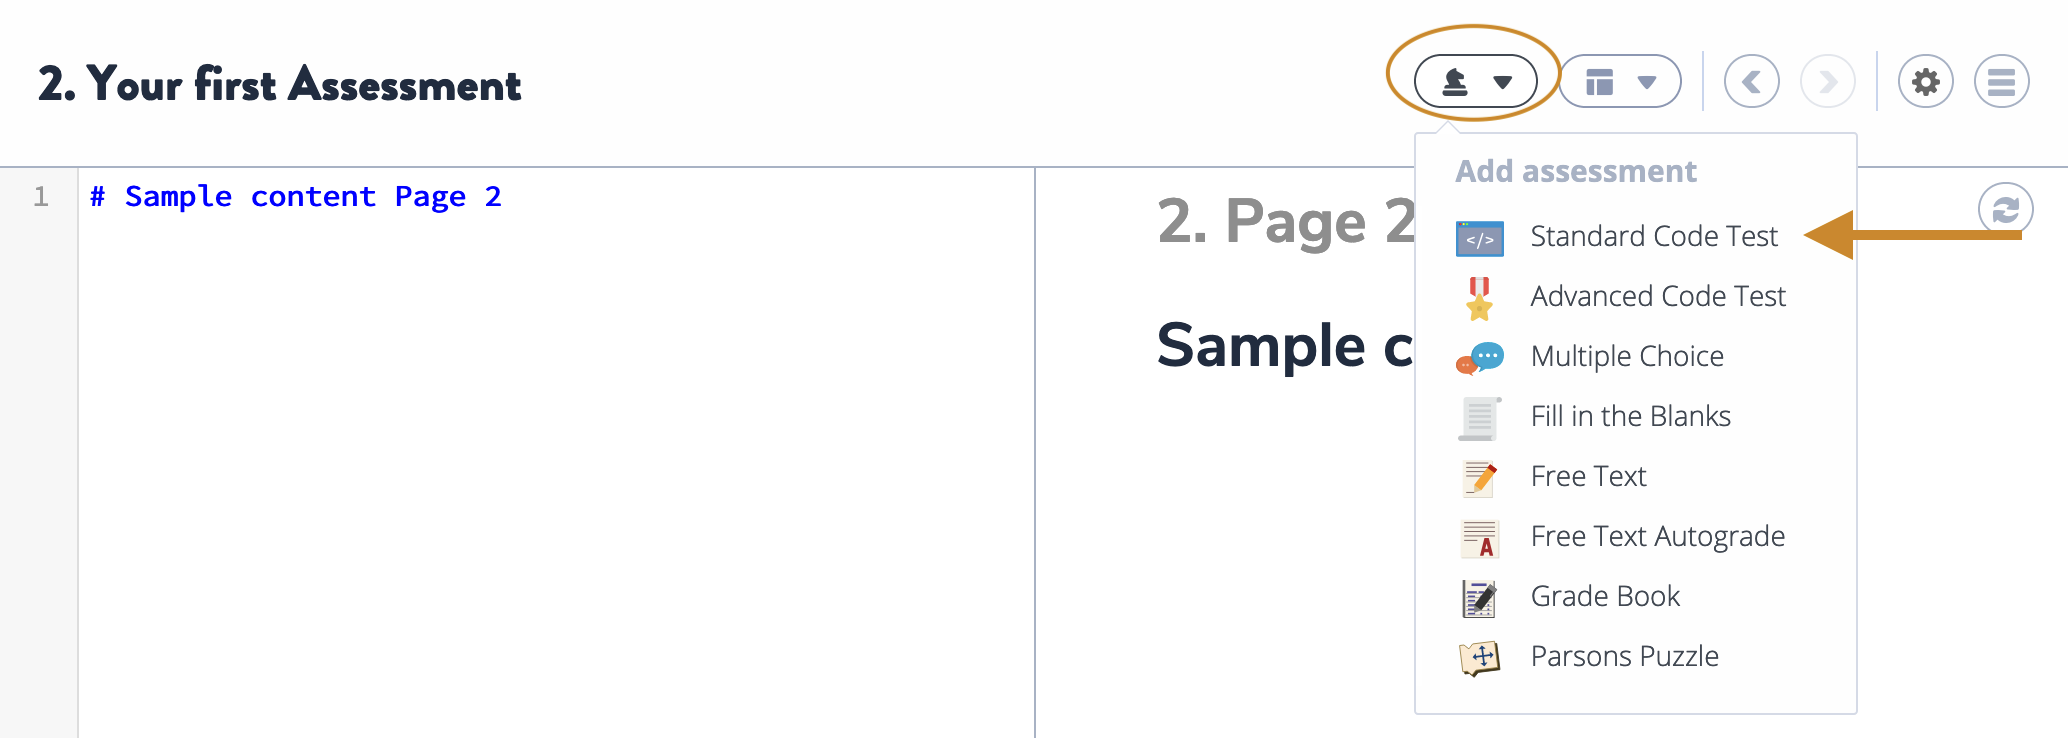 2. Your first Assessment
1
# Sample content Page 2
2. Page 2
Sample c
Add assessment
</>
Standard Code Test
Advanced Code Test
Multiple Choice
Fill in the Blanks
Free Text
A
Free Text Autograde
Grade Book
Parsons Puzzle